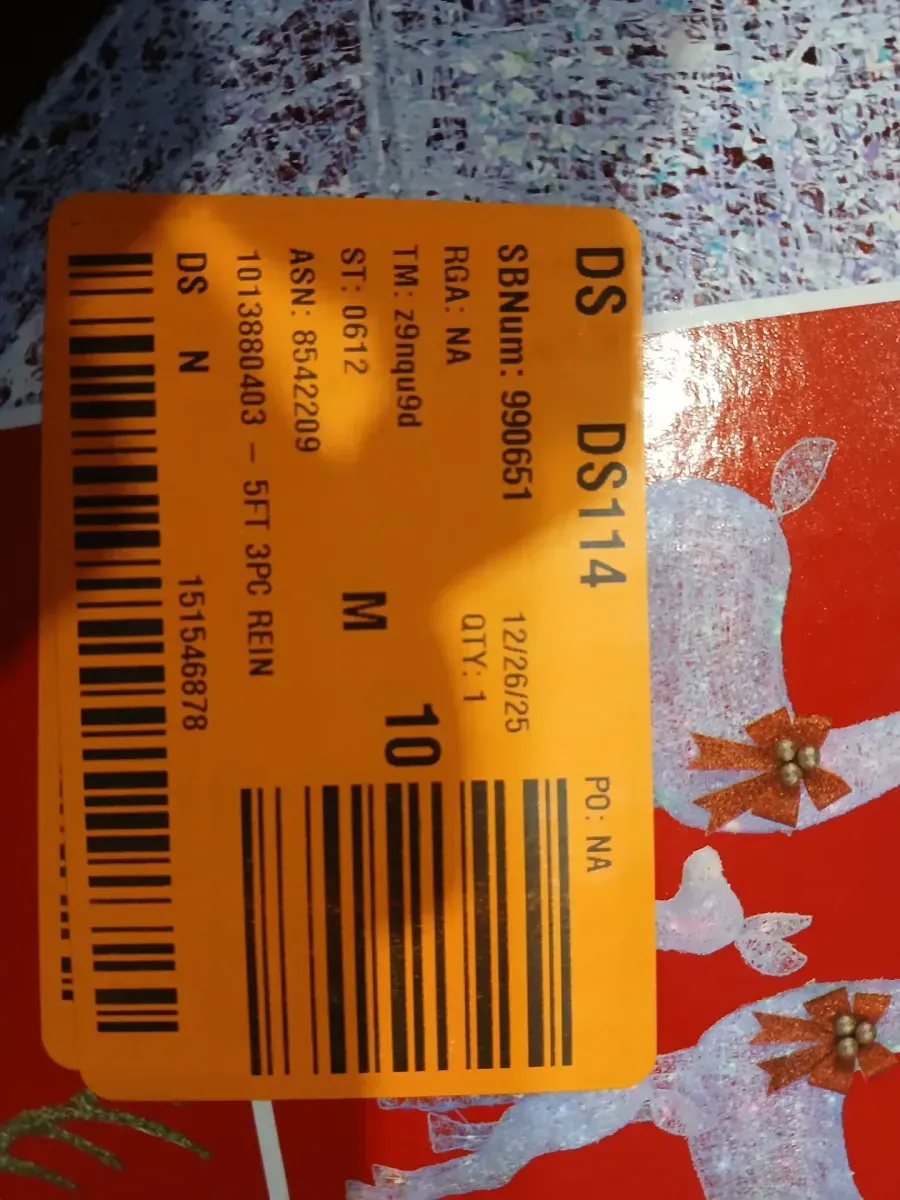 DS DS114
PO: NA
SBNum: 990651 12/26/25
RGA: NA QTY: 1
TM: z9nqu9d 10
ST: 0612 M
ASN: 8542209
1013880403 - 5FT 3PC REIN
DS N 151546878